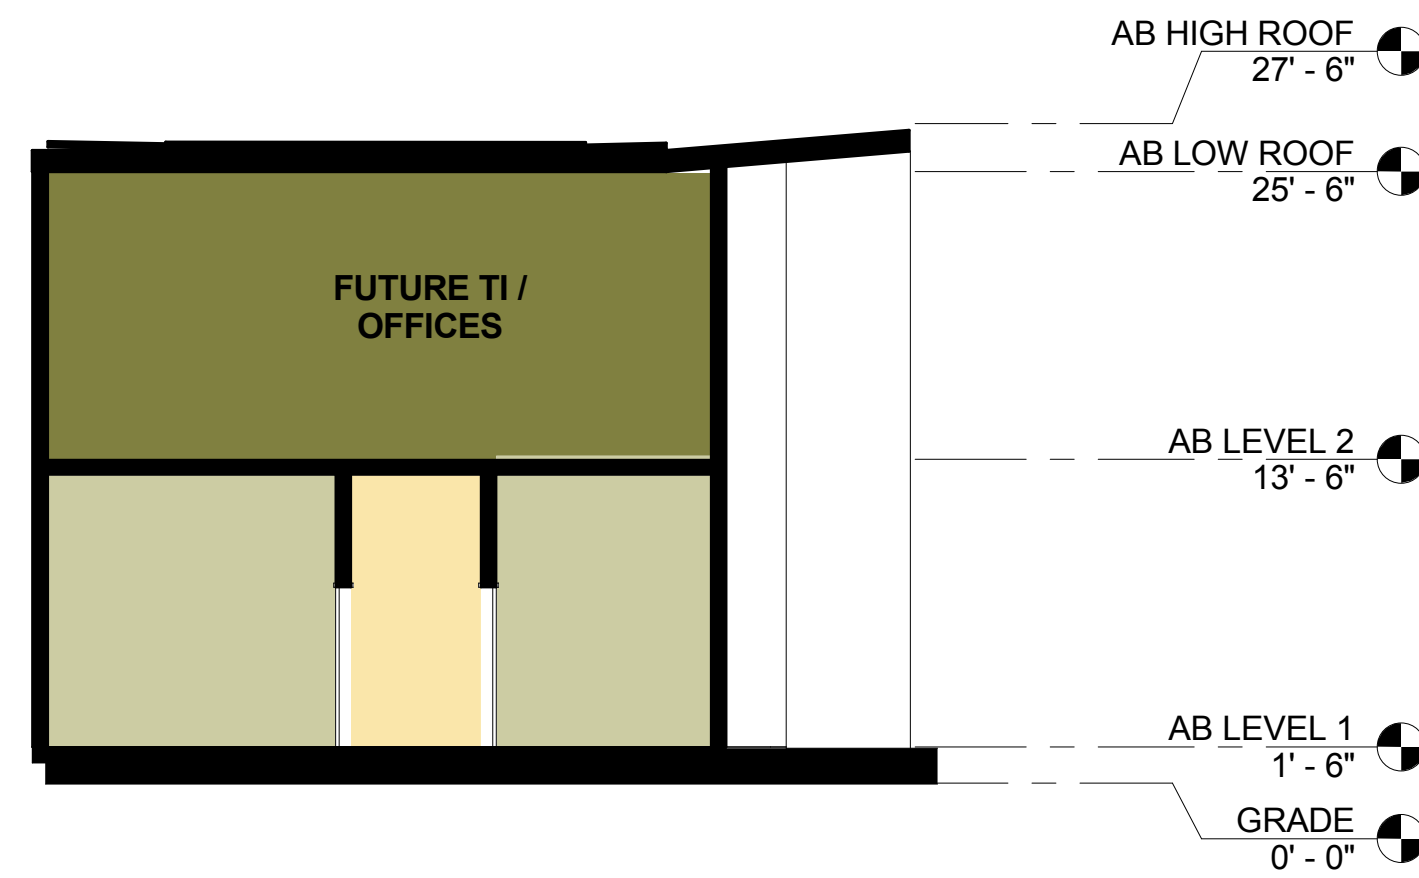 AB HIGH ROOF
27' - 6"
AB LOW ROOF
25' - 6"
FUTURE TI /
OFFICES
AB LEVEL 2
13' - 6"
AB LEVEL 1
1' - 6"
GRADE
0' - 0"